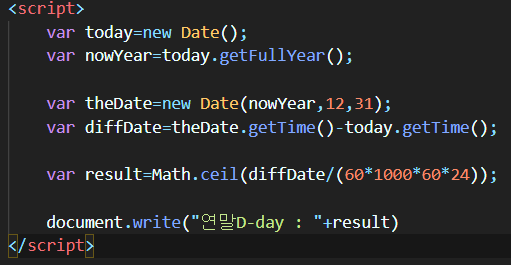 <script>
var today=new Date();
var nowYear=today.getFullYear();
var theDate=new Date(nowYear,12,31);
var diffDate=theDate.getTime()-today.getTime();
var result=Math.ceil(diffDate/(60*1000*60*24));
document.write("연말D-day : "+result)
</script>